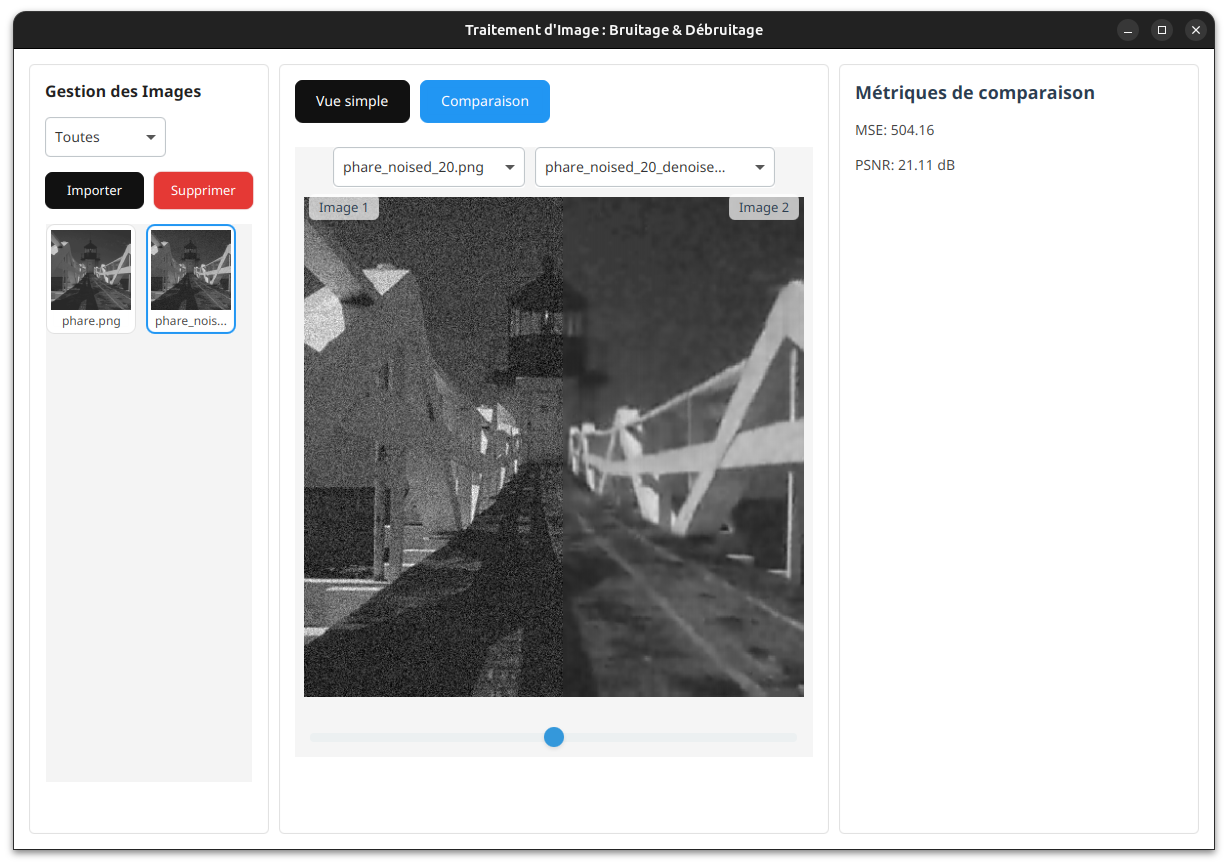 Traitement d'Image : Bruitage & Débruitage
Gestion des Images
Toutes
Importer
Supprimer
phare.png
phare_nois...
Vue simple
Comparaison
phare_noised_20.png
phare_noised_20_denoise...
Image 1
Image 2
Métriques de comparaison
MSE: 504.16
PSNR: 21.11 dB